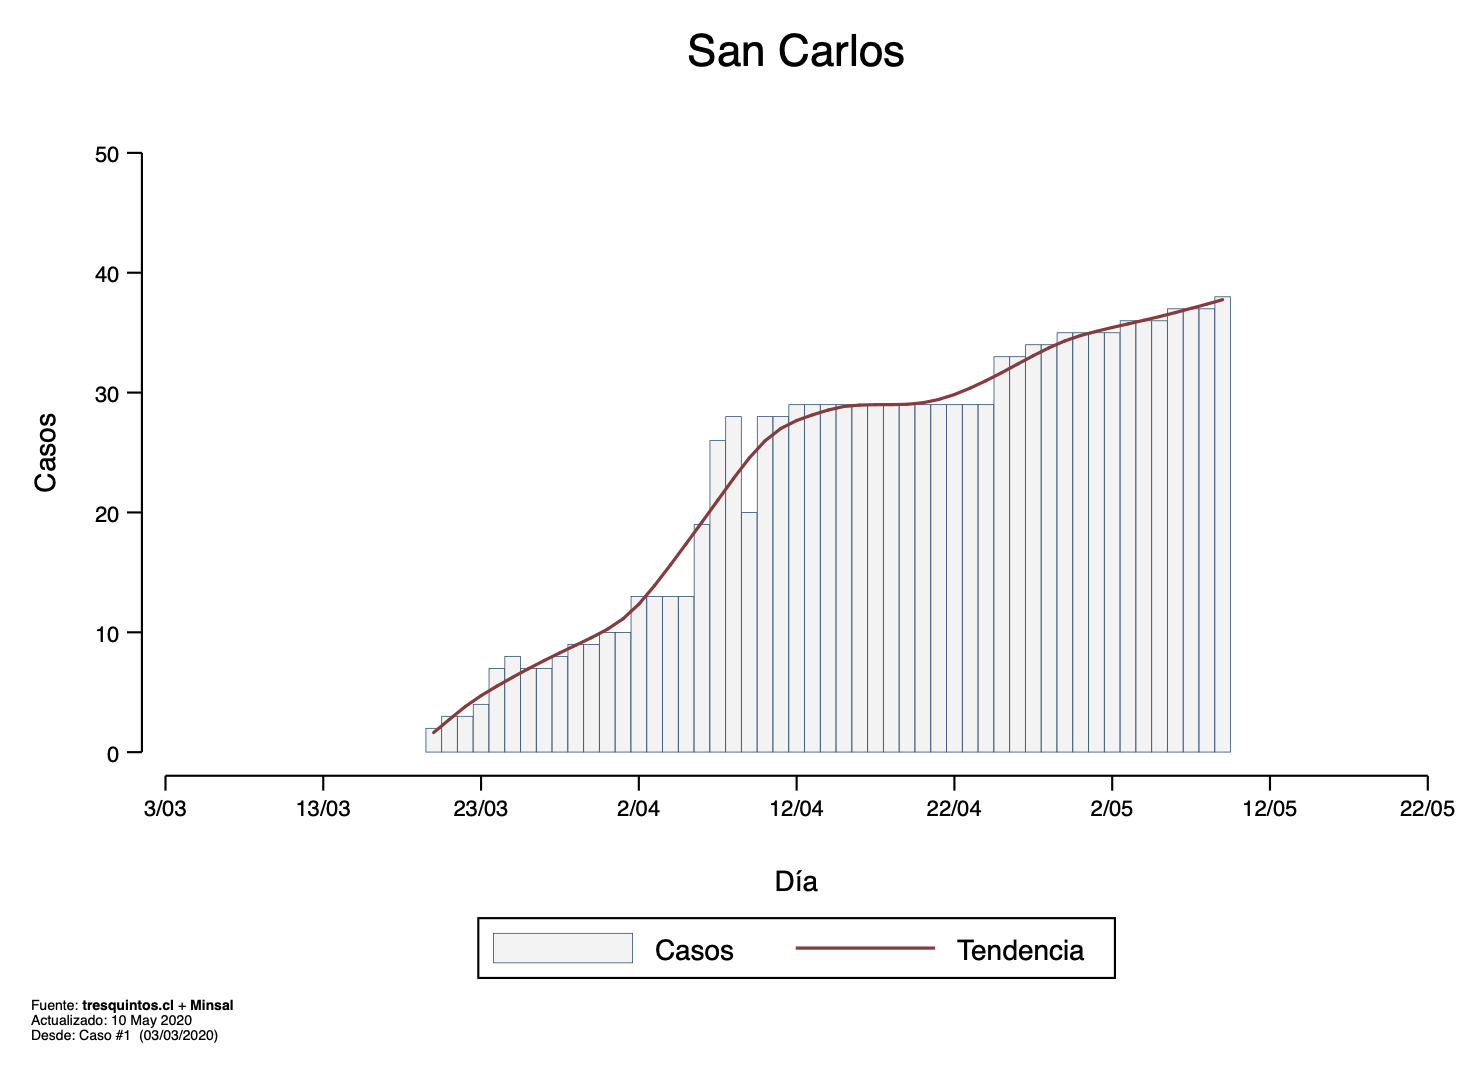 San Carlos
50
40
30
20
10
0
Casos
3/03 13/03 23/03 2/04 12/04 22/04 2/05 12/05 22/05
Día
Casos Tendencia
Fuente: tresquintos.cl + Minsal
Actualizado: 10 May 2020
Desde: Caso #1 (03/03/2020)